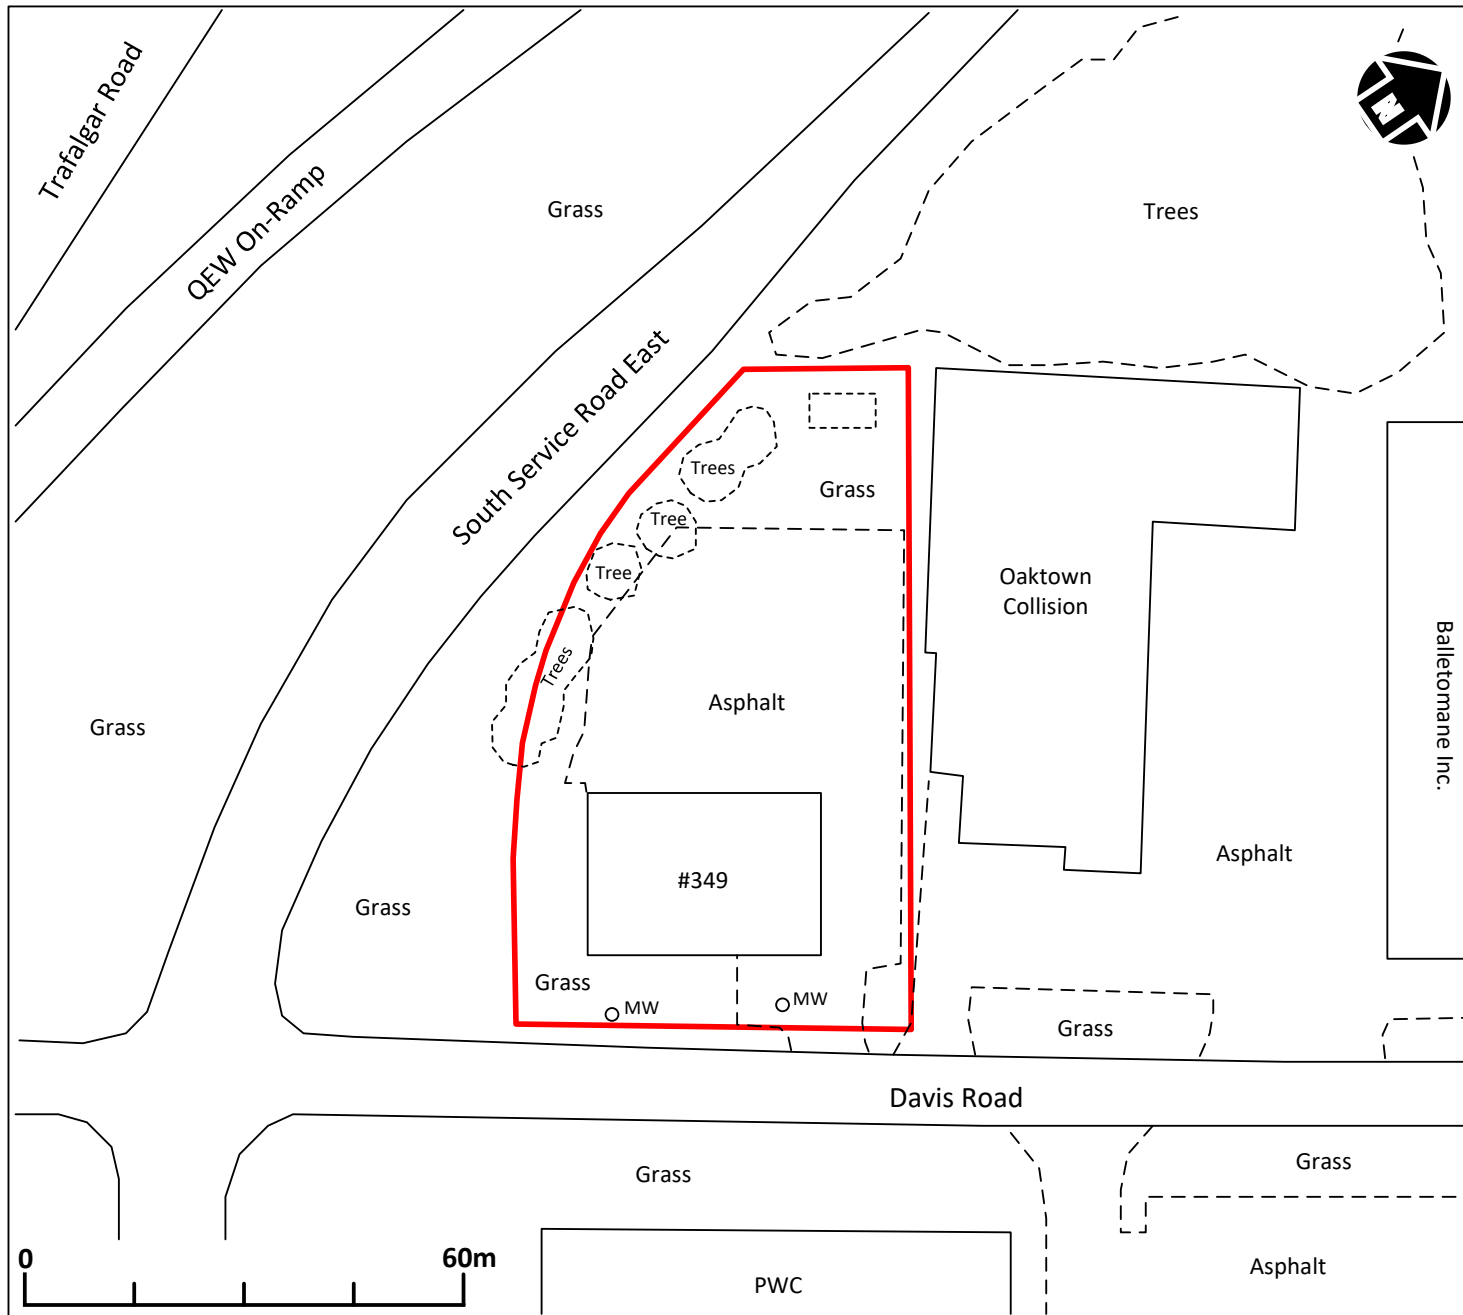 Trafalgar Road
QEW On-Ramp
Grass
Trees
N
South Service Road East
Trees
Grass
Tree
Tree
Oaktown
Collision
Trees
Balletomane Inc.
Asphalt
Grass
Asphalt
#349
Grass
Grass
MW
MW
Grass
Davis Road
Grass
Grass
0
60m
Asphalt
PWC